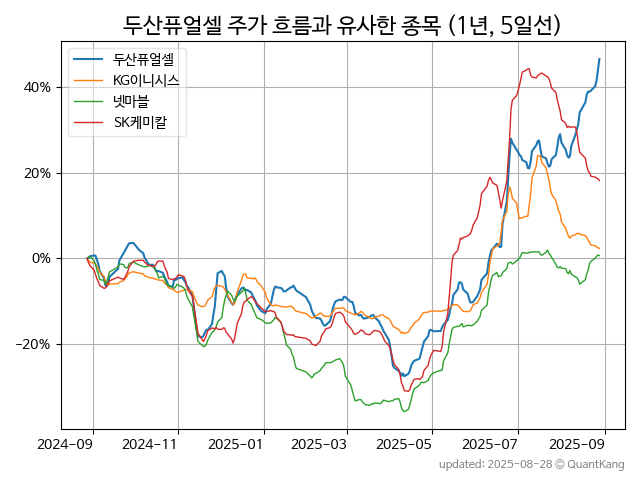 두산퓨얼셀 주가 흐름과 유사한 종목 (1년, 5일선)
두산퓨얼셀
KG이니시스
넷마블
SK케미칼
40%
20%
0%
−20%
2024-09 2024-11 2025-01 2025-03 2025-05 2025-07 2025-09
updated: 2025-08-28 © QuantKang